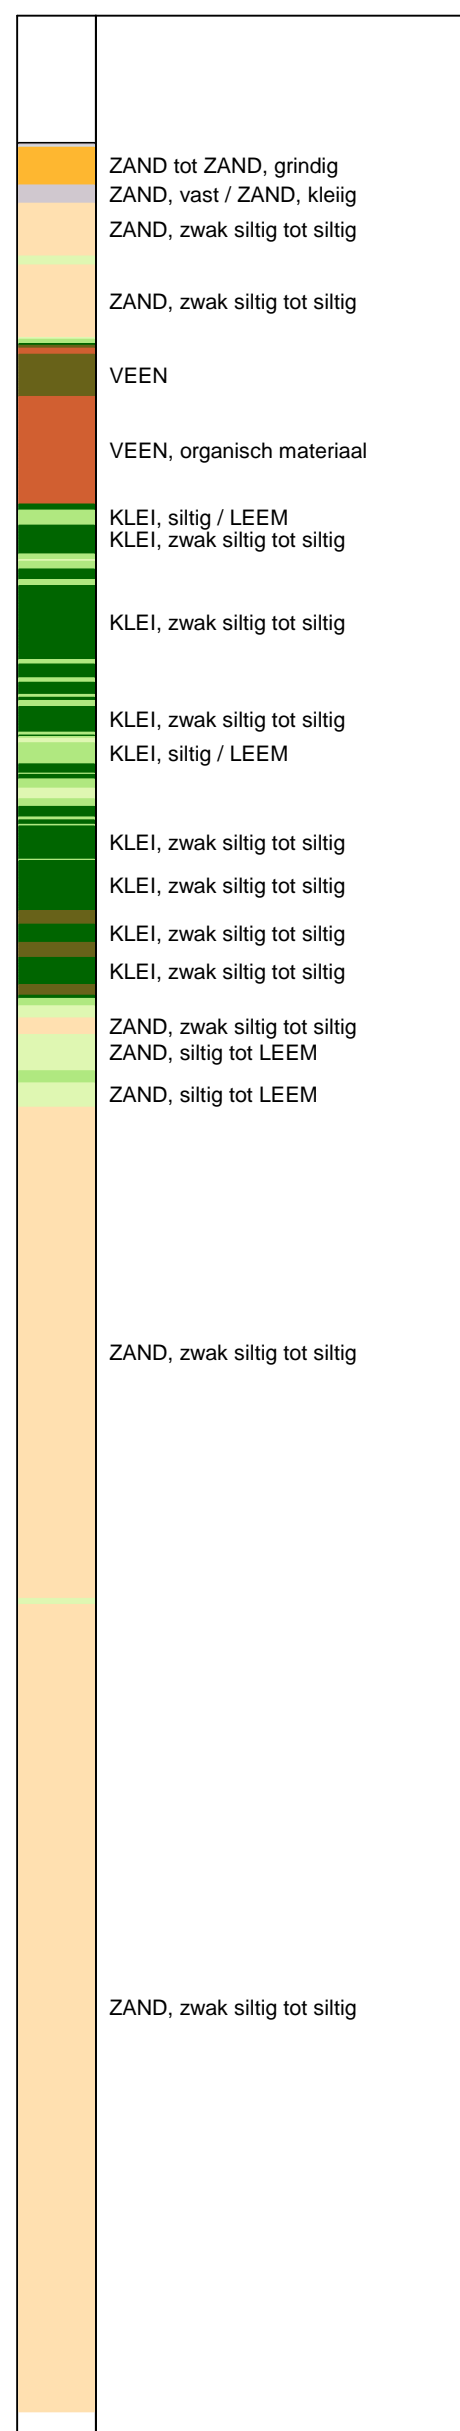 ZAND tot ZAND, grindig
ZAND, vast / ZAND, kleiig
ZAND, zwak siltig tot siltig
ZAND, zwak siltig tot siltig
VEEN
VEEN, organisch materiaal
KLEI, siltig / LEEM
KLEI, zwak siltig tot siltig
KLEI, zwak siltig tot siltig
KLEI, zwak siltig tot siltig
KLEI, siltig / LEEM
KLEI, zwak siltig tot siltig
KLEI, zwak siltig tot siltig
KLEI, zwak siltig tot siltig
KLEI, zwak siltig tot siltig
ZAND, zwak siltig tot siltig
ZAND, siltig tot LEEM
ZAND, siltig tot LEEM
ZAND, zwak siltig tot siltig
ZAND, zwak siltig tot siltig